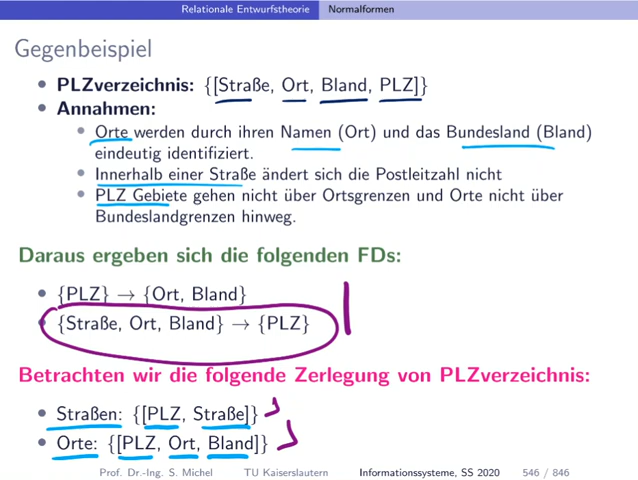 Relationale Entwurfstheorie Normalformen
Gegenbeispiel
• PLZverzeichnis: {[Straße, Ort, Bland, PLZ]}
• Annahmen:
• Orte werden durch ihren Namen (Ort) und das Bundesland (Bland)
eindeutig identifiziert.
• Innerhalb einer Straße ändert sich die Postleitzahl nicht
• PLZ Gebiete gehen nicht über Ortsgrenzen und Orte nicht über
Bundeslandgrenzen hinweg.
Daraus ergeben sich die folgenden FDs:
• {PLZ} → {Ort, Bland}
• {Straße, Ort, Bland} → {PLZ}
Betrachten wir die folgende Zerlegung von PLZverzeichnis:
• Straßen: {[PLZ, Straße]}
• Orte: {[PLZ, Ort, Bland]}
Prof. Dr.-Ing. S. Michel TU Kaiserslautern Informationssysteme, SS 2020 546 / 846